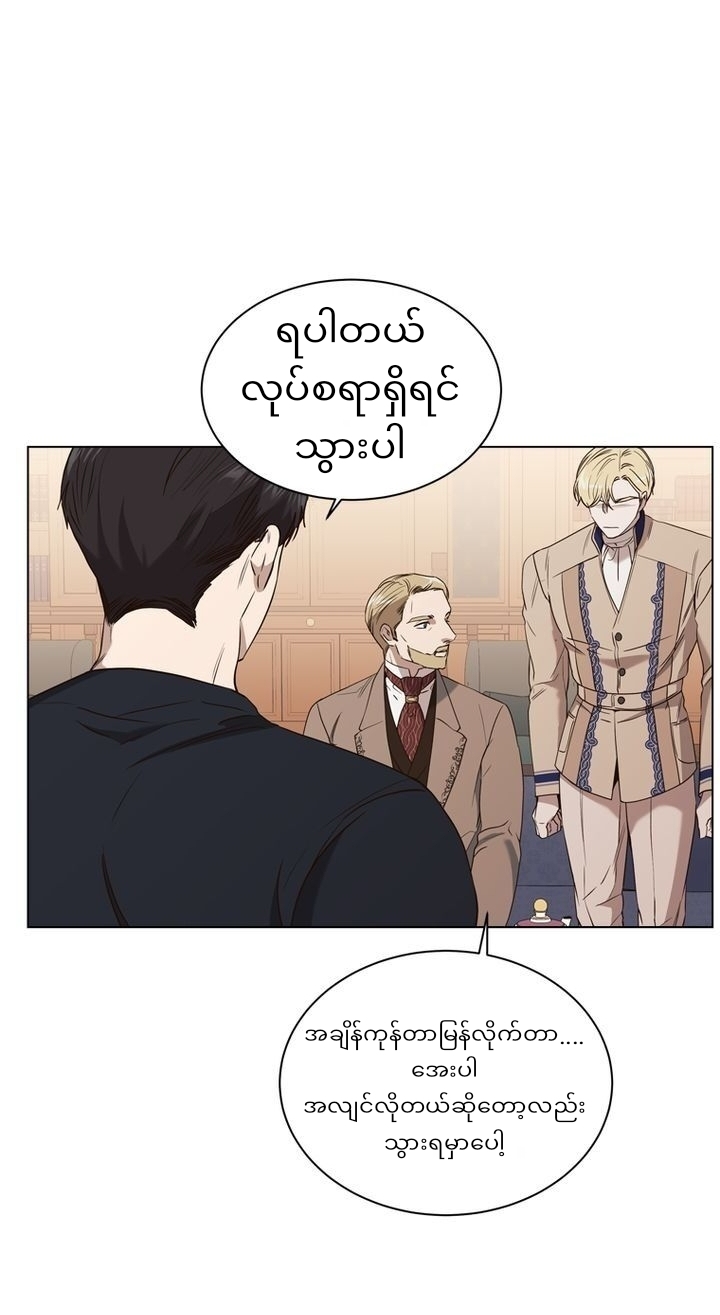 ရပါတယ်
လုပ်စရာရှိရင်
သွားပါ
အချိန်ကုန်တာမြန်လိုက်တာ....
အေးပါ
အလျင်လိုတယ်ဆိုတော့လည်း
သွားရမှာပေါ့